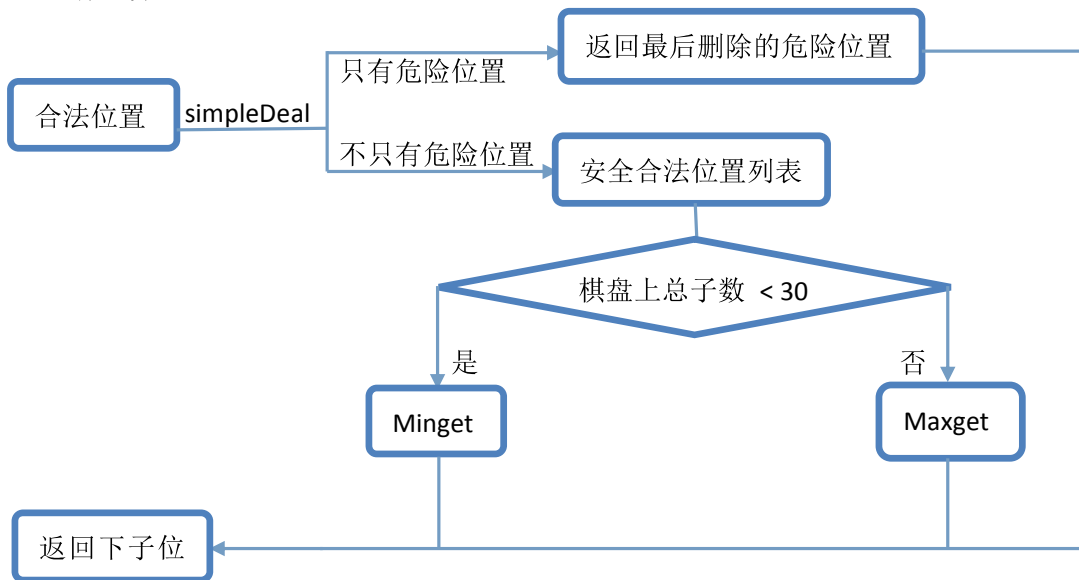 返回最后删除的危险位置
只有危险位置
合法位置
simpleDeal
不只有危险位置
安全合法位置列表
棋盘上总子数 < 30
是
否
Minget
Maxget
返回下子位